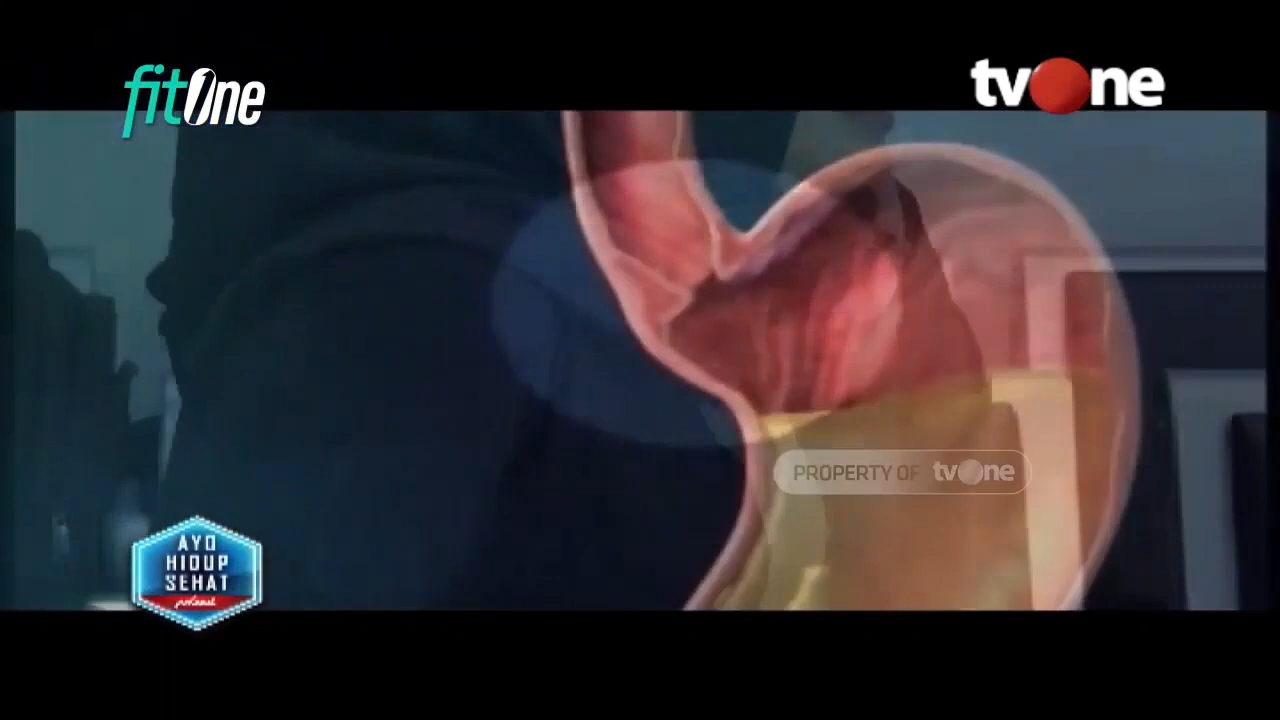 fitOne
tvOne
PROPERTY OF tvOne
AYO
HIDUP
SEHAT